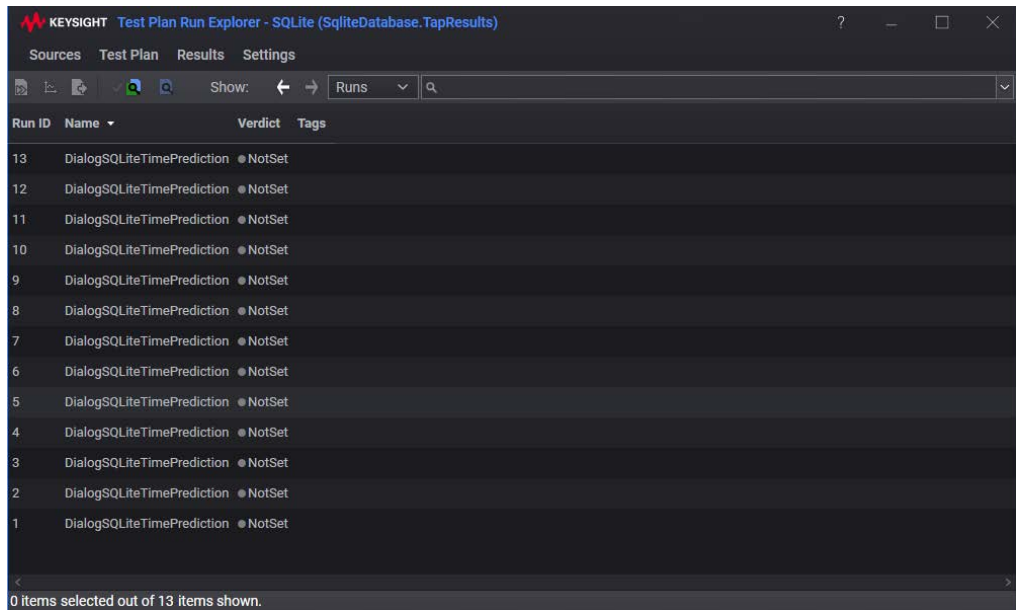 KEYSIGHT Test Plan Run Explorer - SQLite (SqliteDatabase.TapResults) ?
Sources Test Plan Results Settings
Show: Runs
Run ID Name Verdict Tags
13 DialogSQLiteTimePrediction NotSet
12 DialogSQLiteTimePrediction NotSet
11 DialogSQLiteTimePrediction NotSet
10 DialogSQLiteTimePrediction NotSet
9 DialogSQLiteTimePrediction NotSet
8 DialogSQLiteTimePrediction NotSet
7 DialogSQLiteTimePrediction NotSet
6 DialogSQLiteTimePrediction NotSet
5 DialogSQLiteTimePrediction NotSet
4 DialogSQLiteTimePrediction NotSet
3 DialogSQLiteTimePrediction NotSet
2 DialogSQLiteTimePrediction NotSet
1 DialogSQLiteTimePrediction NotSet
0 items selected out of 13 items shown.